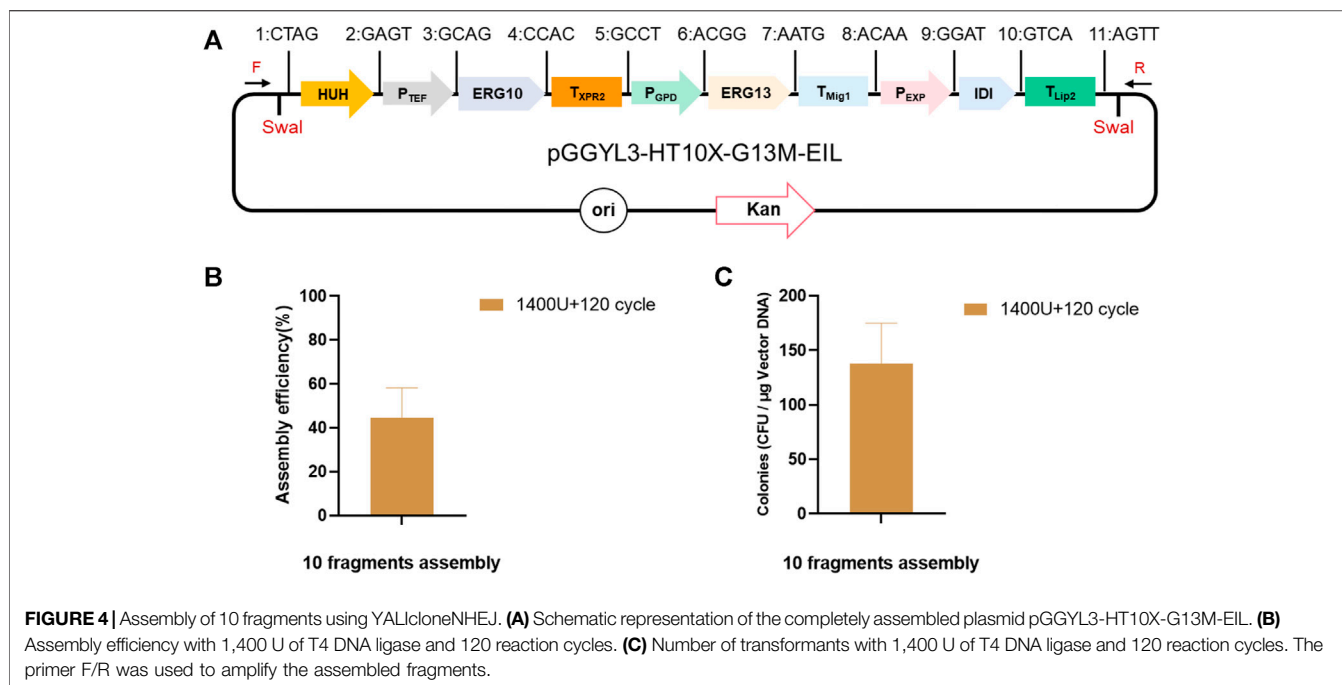 A
1:CTAG 2:GAGT 3:GCAG 4:CCAC 5:GCCT 6:ACGG 7:AATG 8:ACAA 9:GGAT 10:GTCA 11:AGTT
F R
HUH PTEF ERG10 TXPR2 PGPD ERG13 TMig1 PEXP IDI TLip2
SwaI SwaI
pGGYL3-HT10X-G13M-EIL
ori Kan
B
Assembly efficiency(%)
100
80
60
40
20
0
1400U+120 cycle
10 fragments assembly
C
Colonies (CFU / μg Vector DNA)
200
150
100
50
0
1400U+120 cycle
10 fragments assembly
FIGURE 4 | Assembly of 10 fragments using YALIcloneNHEJ. (A) Schematic representation of the completely assembled plasmid pGGYL3-HT10X-G13M-EIL. (B)
Assembly efficiency with 1,400 U of T4 DNA ligase and 120 reaction cycles. (C) Number of transformants with 1,400 U of T4 DNA ligase and 120 reaction cycles. The
primer F/R was used to amplify the assembled fragments.